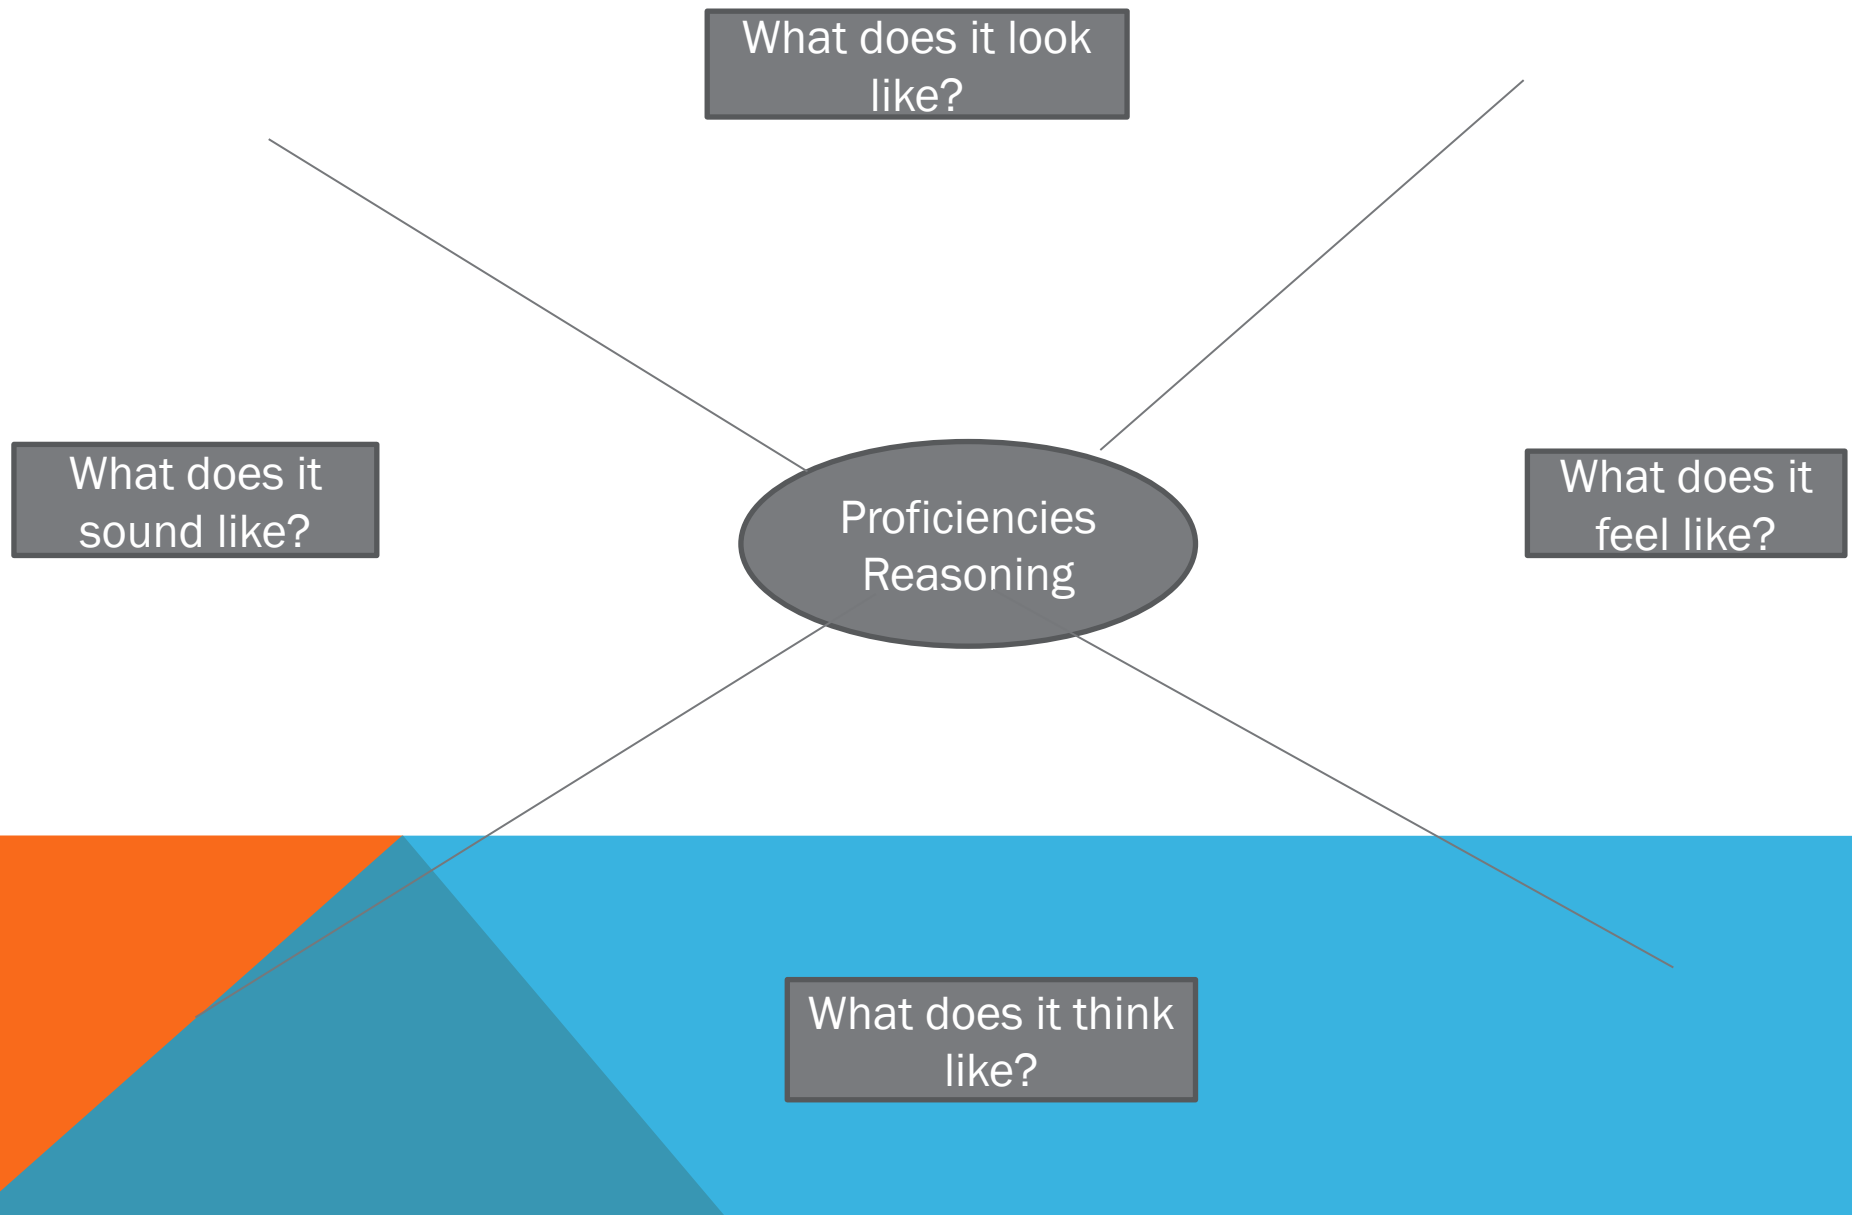 What does it look
like?
What does it
sound like?
Proficiencies
Reasoning
What does it
feel like?
What does it think
like?